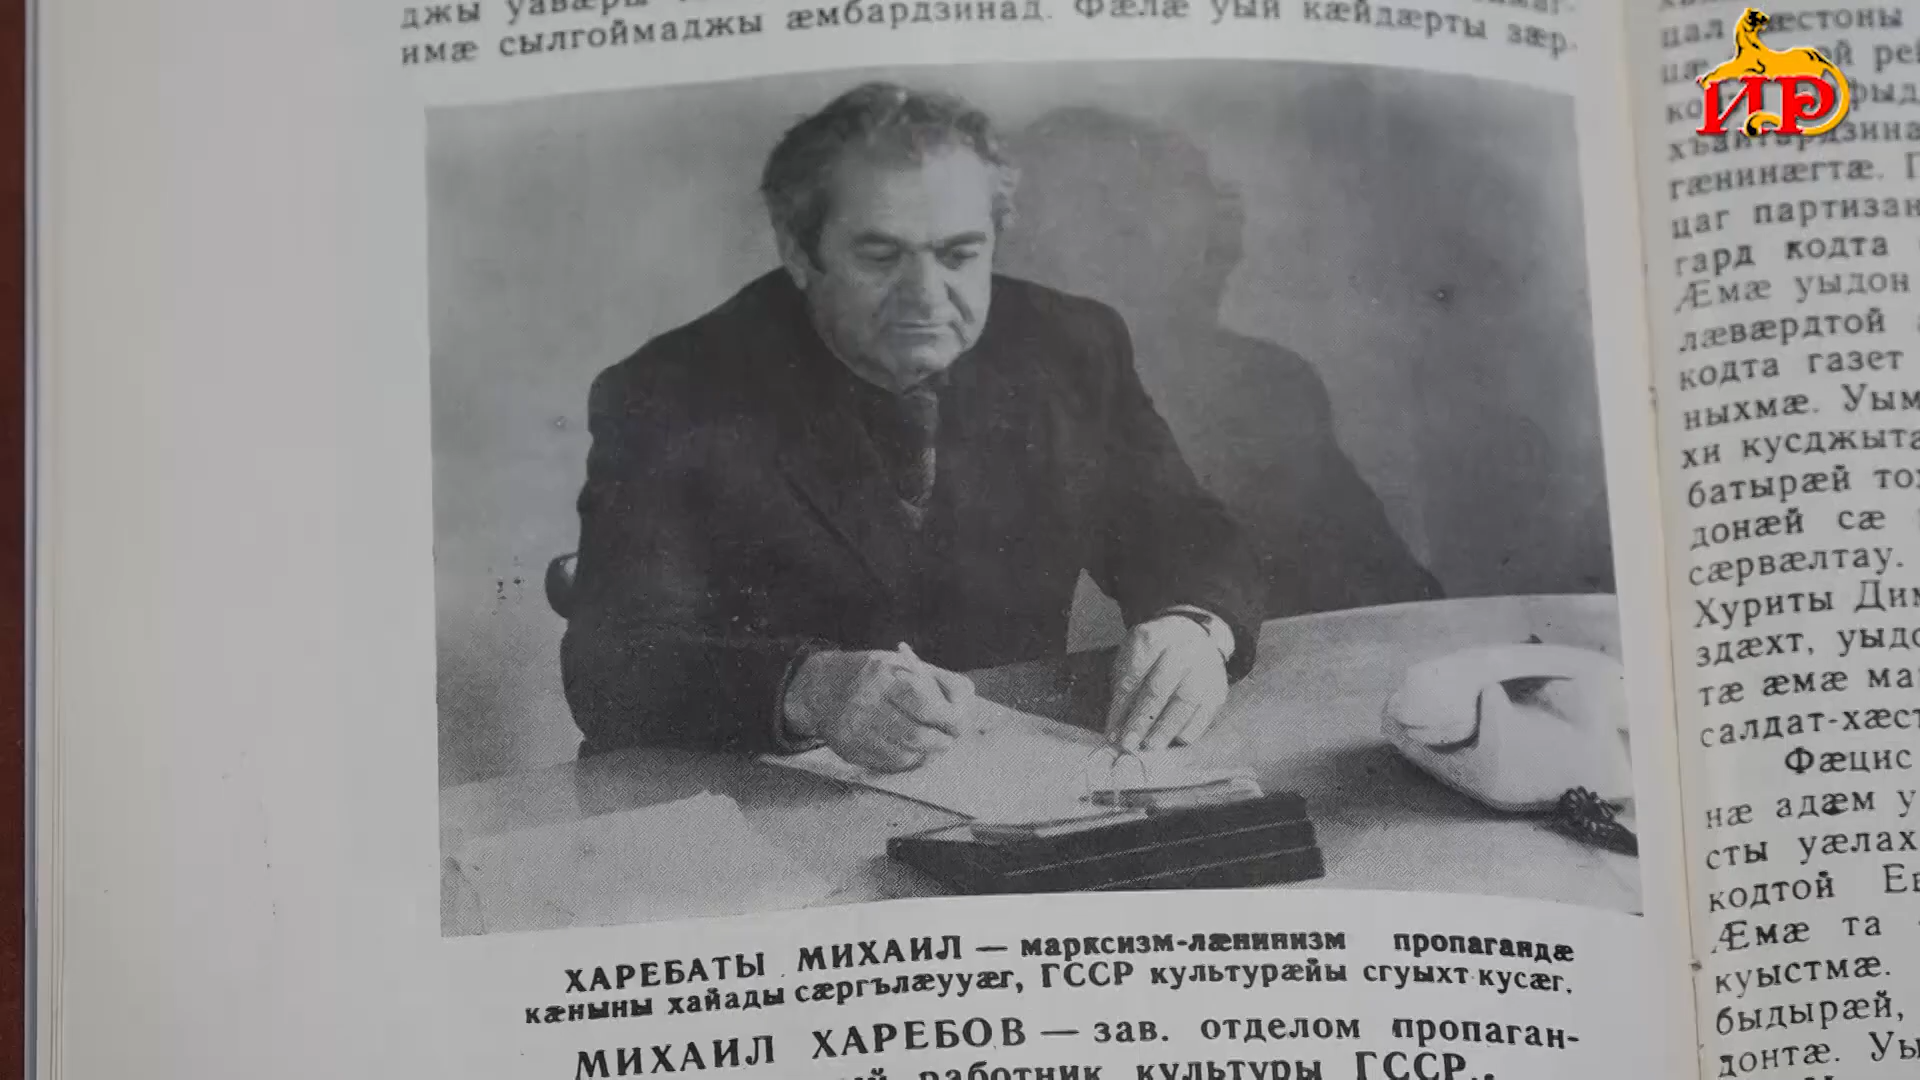 имæ сылгоймаджы æмбардзинад. Фæлæ уый кæйдæрты зæр-
ХАРЕБАТЫ МИХАИЛ — марксизм-лæнинизм пропагандæ
кæныны хайады сæргълæууæг, ГССР культурæйы сгуыхт кусæг.
МИХАИЛ ХАРЕБОВ — зав. отделом пропаган-
работник культуры ГССР..
ИР
цал
гæнинæгтæ.
цаг партизан
гард кодта
Æмæ уыдон
лæвæрдтой
кодта газет
ныхмæ. Уым
хи кусджыта
батырæй
донæй сæ
сæрвæлтау.
Хуриты Дим
здæхт, уыдо
тæ æмæ ма
салдат-хæст
Фæцис
нæ адæм у
сты уæлах
кодтой Ев
Æмæ та
куыстмæ.
быдырæй,
донтæ. Уы